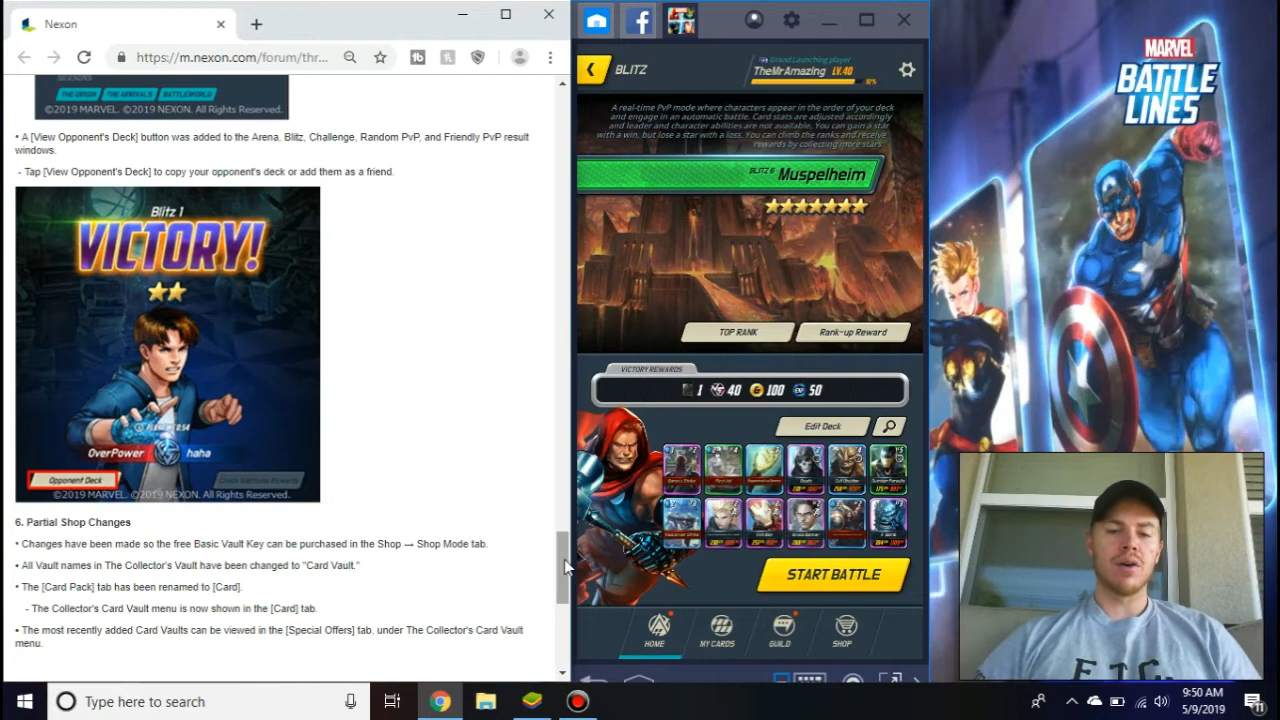 Nexon
https://m.nexon.com/forum/thr...
SEASONS
THE ORIGIN THE ARRIVALS BATTLEWORLD
©2019 MARVEL. ©2019 NEXON. All Rights Reserved.
• A [View Opponent's Deck] button was added to the Arena, Blitz, Challenge, Random PvP, and Friendly PvP result
windows.
- Tap [View Opponent's Deck] to copy your opponent's deck or add them as a friend.
Blitz 1
VICTORY!
OverPower haha
Opponent Deck
©2019 MARVEL. ©2019 NEXON. All Rights Reserved.
6. Partial Shop Changes
• Changes have been made so the free Basic Vault Key can be purchased in the Shop → Shop Mode tab.
• All Vault names in The Collector's Vault have been changed to "Card Vault."
• The [Card Pack] tab has been renamed to [Card].
- The Collector's Card Vault menu is now shown in the [Card] tab.
• The most recently added Card Vaults can be viewed in the [Special Offers] tab, under The Collector's Card Vault
menu.
BLITZ
Grand Launching player
TheMrAmazing LV.40
A real-time PvP mode where characters appear in the order of your deck
and engage in an automatic battle. Card stats are adjusted accordingly
and leader and character abilities are not available. You can gain a star
with a win, but lose a star with a loss. You can climb the ranks and receive
rewards by collecting more stars.
BLITZ 6 Muspelheim
TOP RANK Rank-up Reward
VICTORY REWARDS
1 40 100 50
Edit Deck
START BATTLE
HOME MY CARDS GUILD SHOP
MARVEL
BATTLE
LINES
Type here to search
9:50 AM
5/9/2019